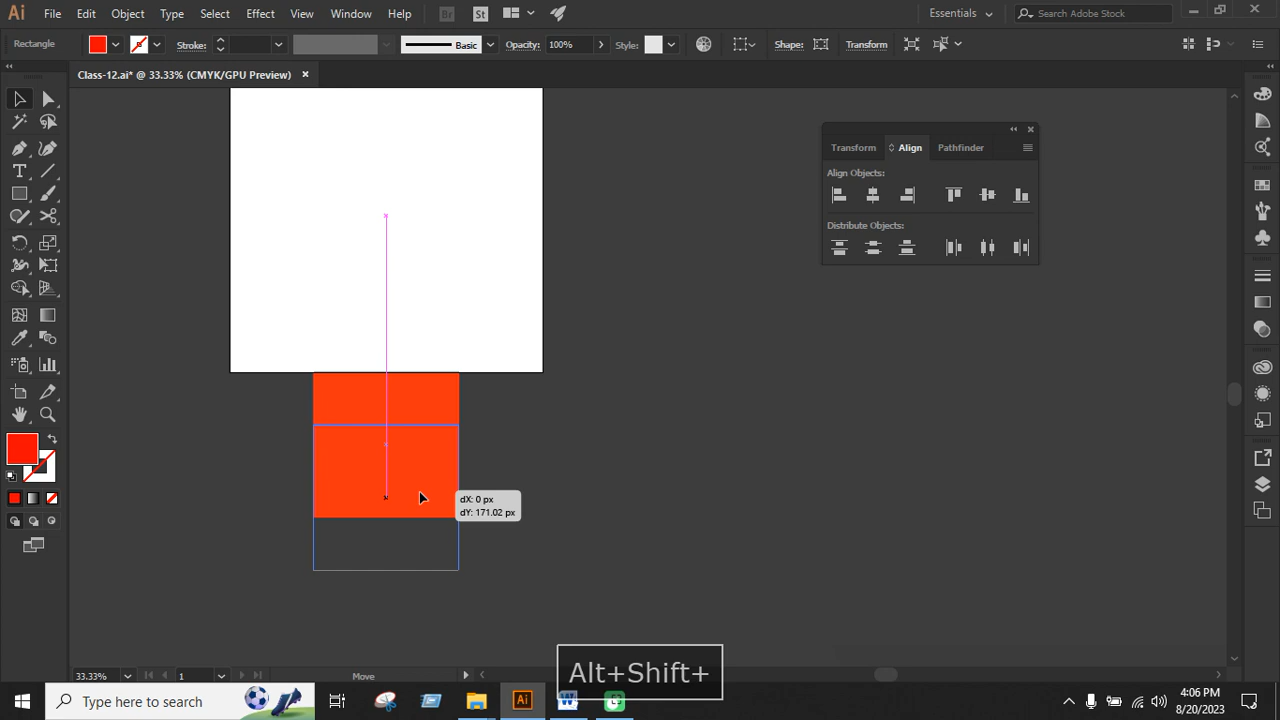 Ai File Edit Object Type Select Effect View Window Help Br St Essentials Search Adobe Stock
Rectangle Stroke: Basic Opacity: 100% Style: Shape: Transform
Class-12.ai* @ 33.33% (CMYK/GPU Preview)
Transform Align Pathfinder
Align Objects:
Distribute Objects:
dX: 0 px
dY: 171.02 px
Alt+Shift+
33.33% 1 Move
Type here to search Ai 4:06 PM
8/20/2023